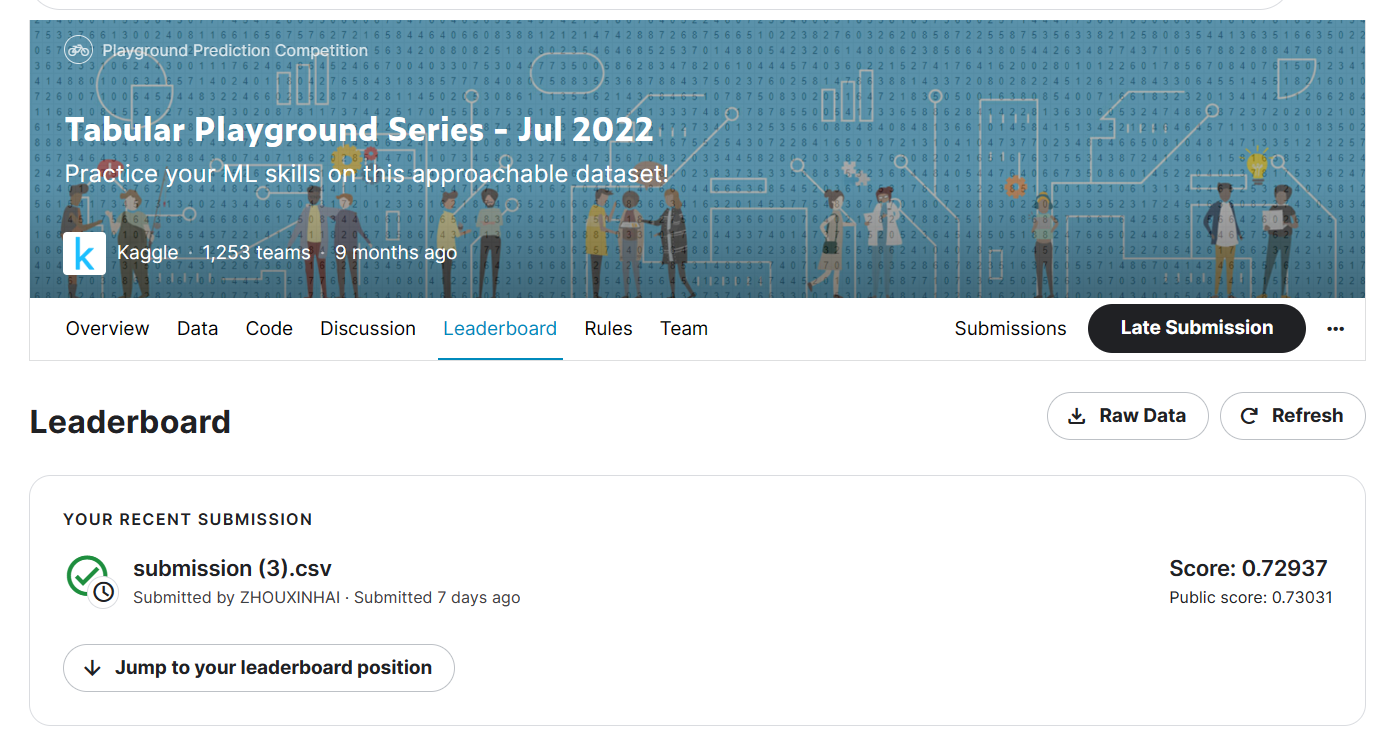 Playground Prediction Competition
Tabular Playground Series - Jul 2022
Practice your ML skills on this approachable dataset!
k Kaggle · 1,253 teams · 9 months ago
Overview Data Code Discussion Leaderboard Rules Team Submissions Late Submission
Leaderboard
Raw Data Refresh
YOUR RECENT SUBMISSION
submission (3).csv Score: 0.72937
Submitted by ZHOUXINHAI · Submitted 7 days ago Public score: 0.73031
Jump to your leaderboard position